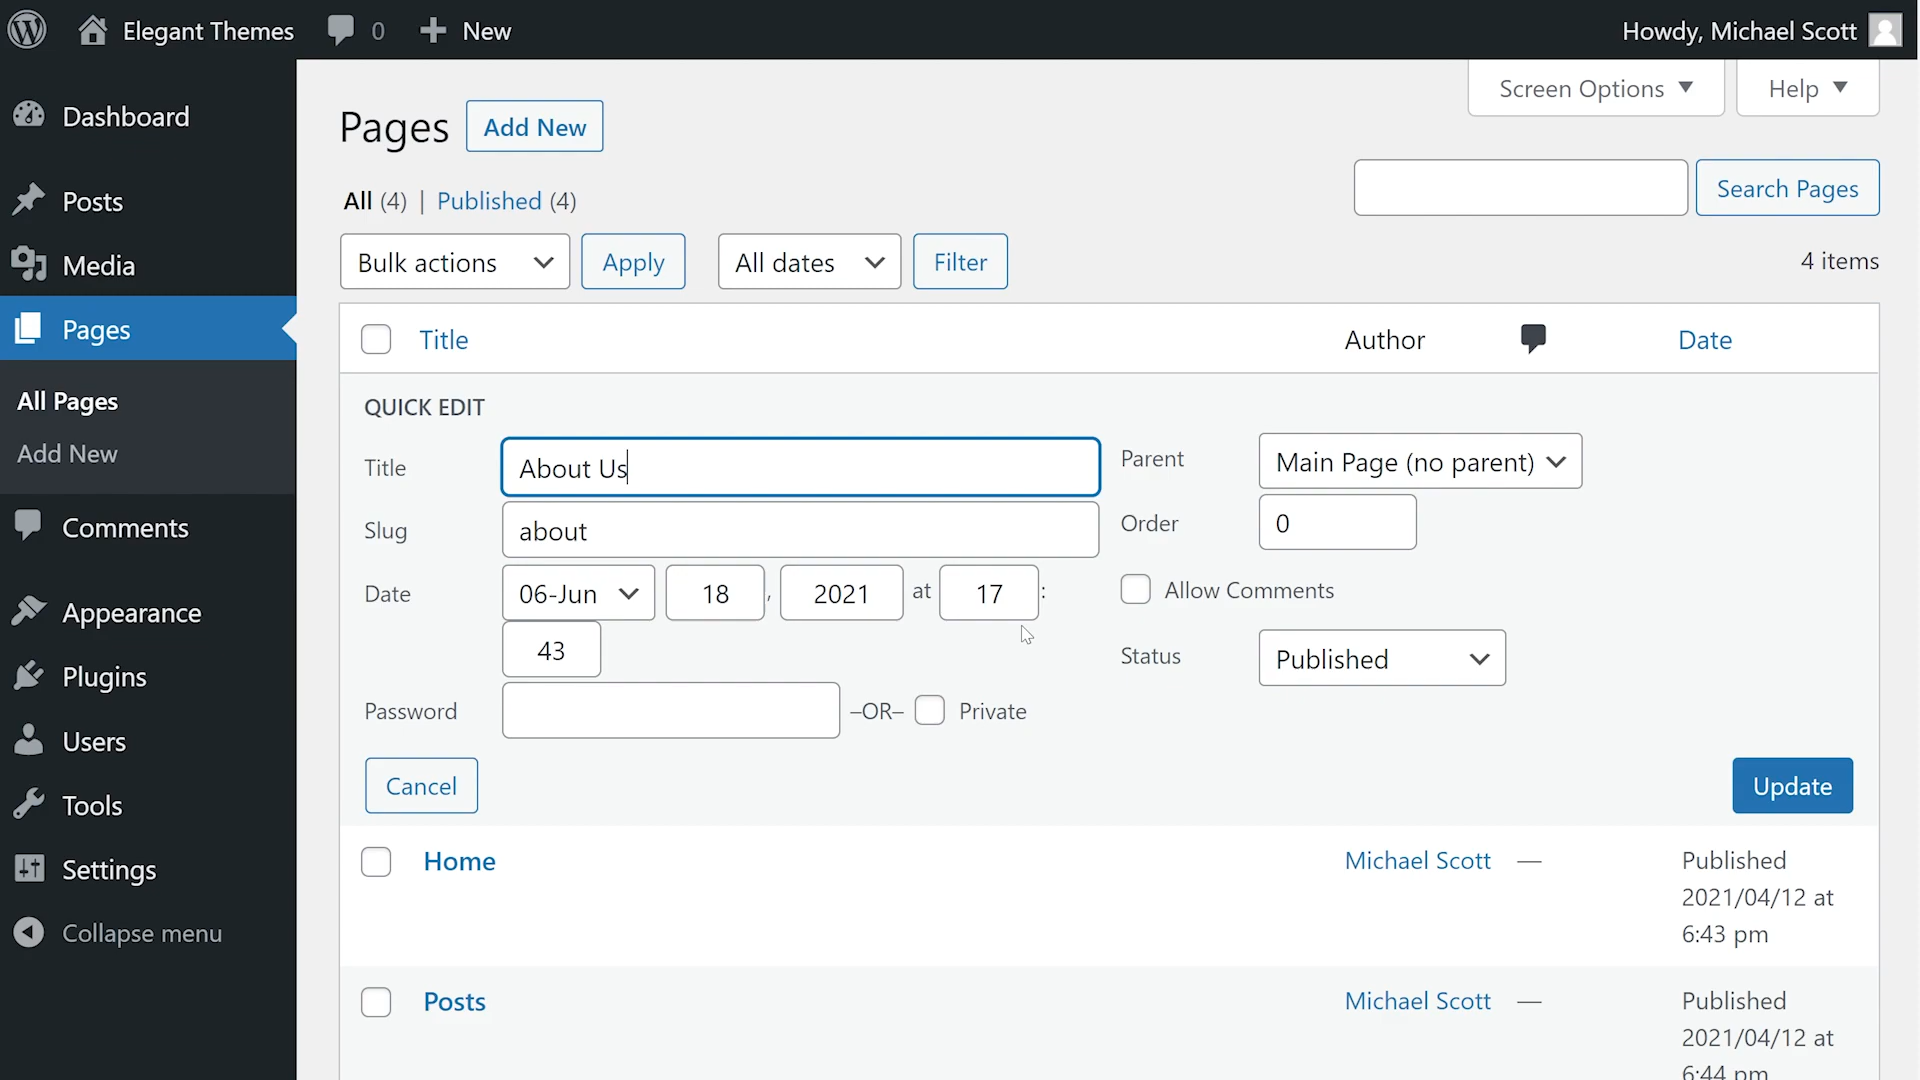 Elegant Themes 0 New Howdy, Michael Scott
Screen Options Help
Dashboard
Posts
Media
Pages
All Pages
Add New
Comments
Appearance
Plugins
Users
Tools
Settings
Collapse menu
Pages Add New
All (4) | Published (4)
Search Pages
Bulk actions Apply All dates Filter 4 items
Title Author Date
QUICK EDIT
Title About Us
Slug about
Date 06-Jun 18 , 2021 at 17 :
43
Password –OR– Private
Parent Main Page (no parent)
Order 0
Allow Comments
Status Published
Cancel Update
Home Michael Scott — Published
2021/04/12 at
6:43 pm
Posts Michael Scott — Published
2021/04/12 at
6:44 pm